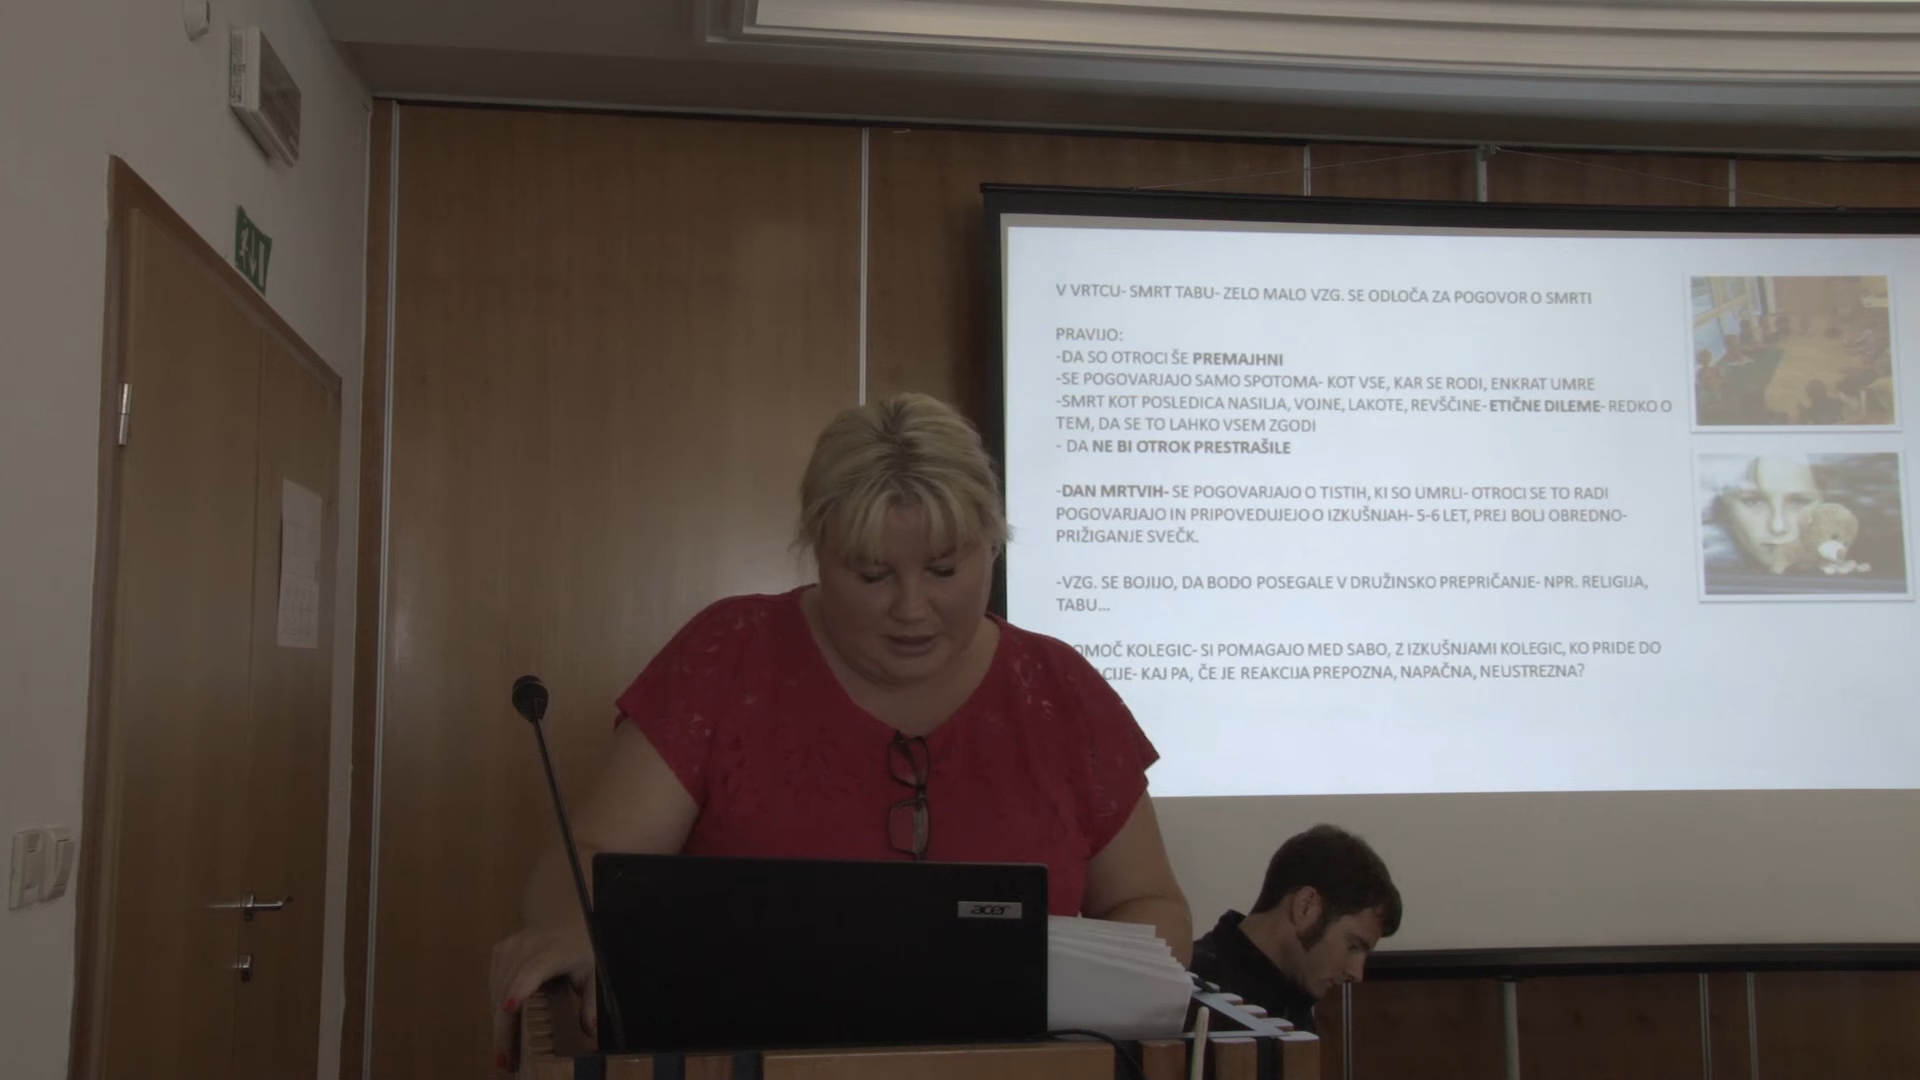 V VRTCU- SMRT TABU- ZELO MALO VZG. SE ODLOČA ZA POGOVOR O SMRTI
PRAVIJO:
-DA SO OTROCI ŠE PREMAJHNI
-SE POGOVARJAJO SAMO SPOTOMA- KOT VSE, KAR SE RODI, ENKRAT UMRE
-SMRT KOT POSLEDICA NASILJA, VOJNE, LAKOTE, REVŠČINE- ETIČNE DILEME- REDKO O
TEM, DA SE TO LAHKO VSEM ZGODI
- DA NE BI OTROK PRESTRAŠILE
-DAN MRTVIH- SE POGOVARJAJO O TISTIH, KI SO UMRLI- OTROCI SE TO RADI
POGOVARJAJO IN PRIPOVEDUJEJO O IZKUŠNJAH- 5-6 LET, PREJ BOLJ OBREDNO-
PRIŽIGANJE SVEČK.
-VZG. SE BOJIJO, DA BODO POSEGALE V DRUŽINSKO PREPRIČANJE- NPR. RELIGIJA,
TABU...
OMOČ KOLEGIC- SI POMAGAJO MED SABO, Z IZKUŠNJAMI KOLEGIC, KO PRIDE DO
CIJE- KAJ PA, ČE JE REAKCIJA PREPOZNA, NAPAČNA, NEUSTREZNA?
acer